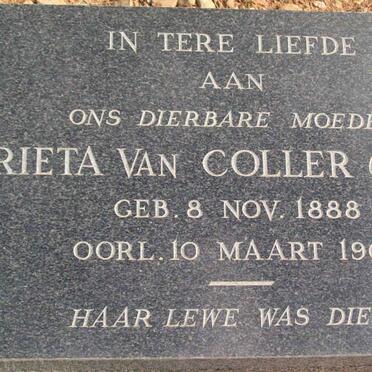 IN TERE LIEFDE
AAN
ONS DIERBARE MOEDE
RIETA VAN COLLER (
GEB. 8 NOV. 1888
OORL. 10 MAART 19
HAAR LEWE WAS DIE